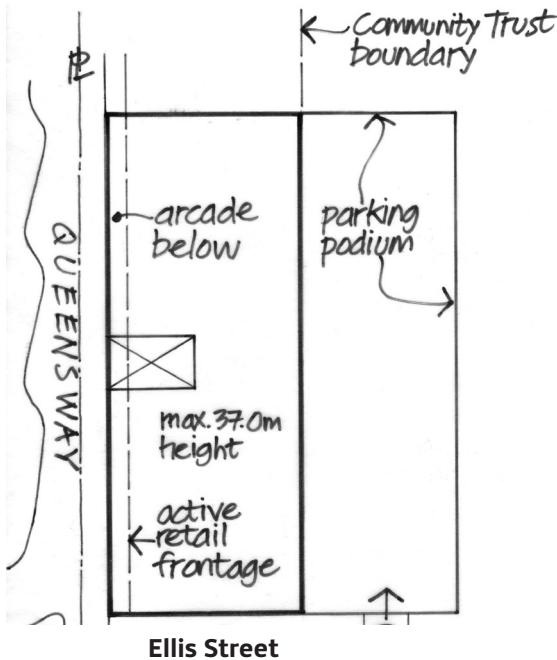 Community Trust
boundary
PL
arcade
below
parking
podium
QUEENSWAY
max. 37.0m
height
active
retail
frontage
Ellis Street